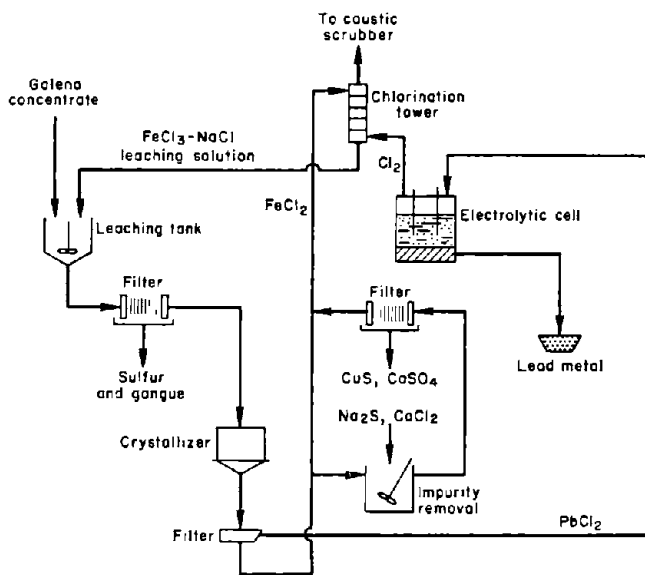 To caustic
scrubber
Galena
concentrate
Chlorination
tower
FeCl3-NaCl
leaching solution
Cl2
FeCl2
Leaching tank
Electrolytic cell
Filter
Filter
Sulfur
and gangue
CuS, CaSO4
Lead metal
Na2S, CaCl2
Crystallizer
Impurity
removal
PbCl2
Filter